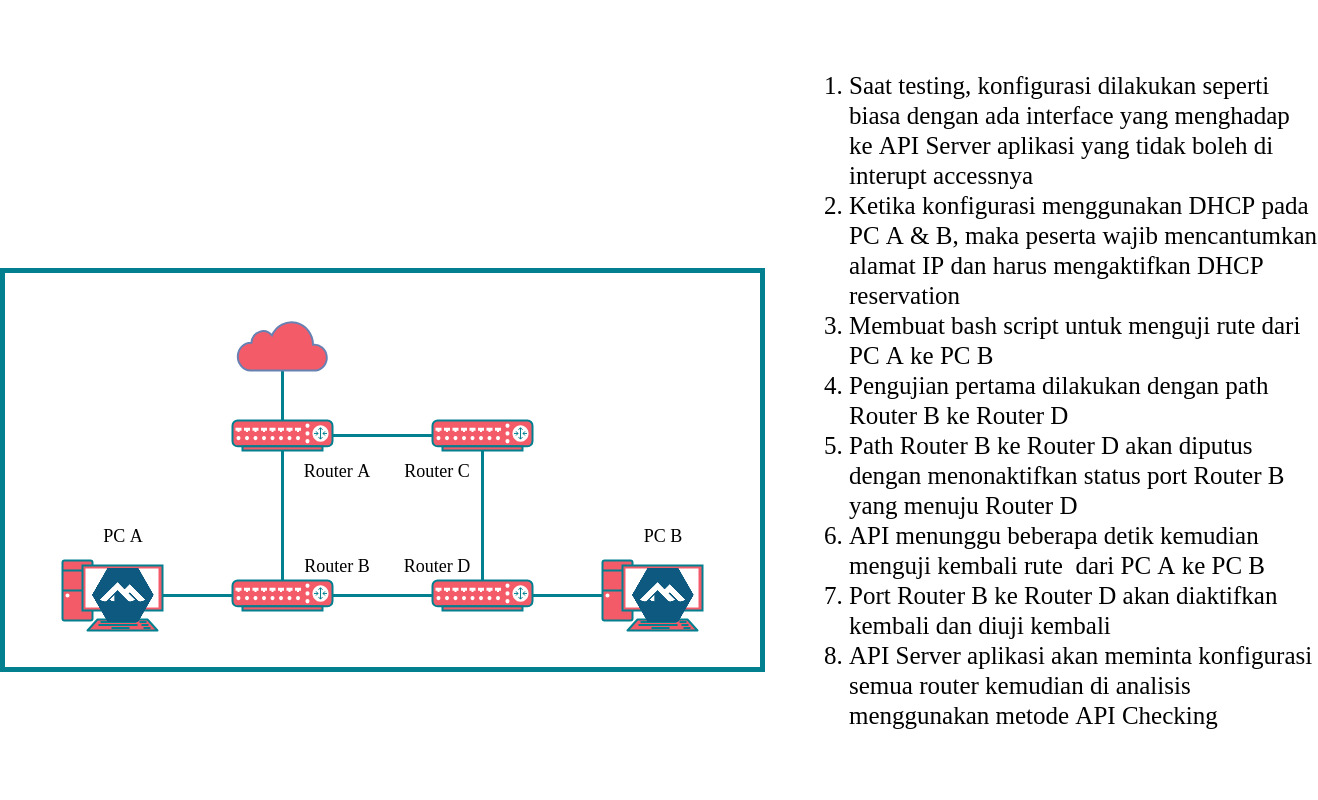 1. Saat testing, konfigurasi dilakukan seperti
biasa dengan ada interface yang menghadap
ke API Server aplikasi yang tidak boleh di
interupt accessnya
2. Ketika konfigurasi menggunakan DHCP pada
PC A & B, maka peserta wajib mencantumkan
alamat IP dan harus mengaktifkan DHCP
reservation
3. Membuat bash script untuk menguji rute dari
PC A ke PC B
4. Pengujian pertama dilakukan dengan path
Router B ke Router D
5. Path Router B ke Router D akan diputus
dengan menonaktifkan status port Router B
yang menuju Router D
6. API menunggu beberapa detik kemudian
menguji kembali rute  dari PC A ke PC B
7. Port Router B ke Router D akan diaktifkan
kembali dan diuji kembali
8. API Server aplikasi akan meminta konfigurasi
semua router kemudian di analisis
menggunakan metode API Checking
Router A
Router C
PC A
PC B
Router B
Router D